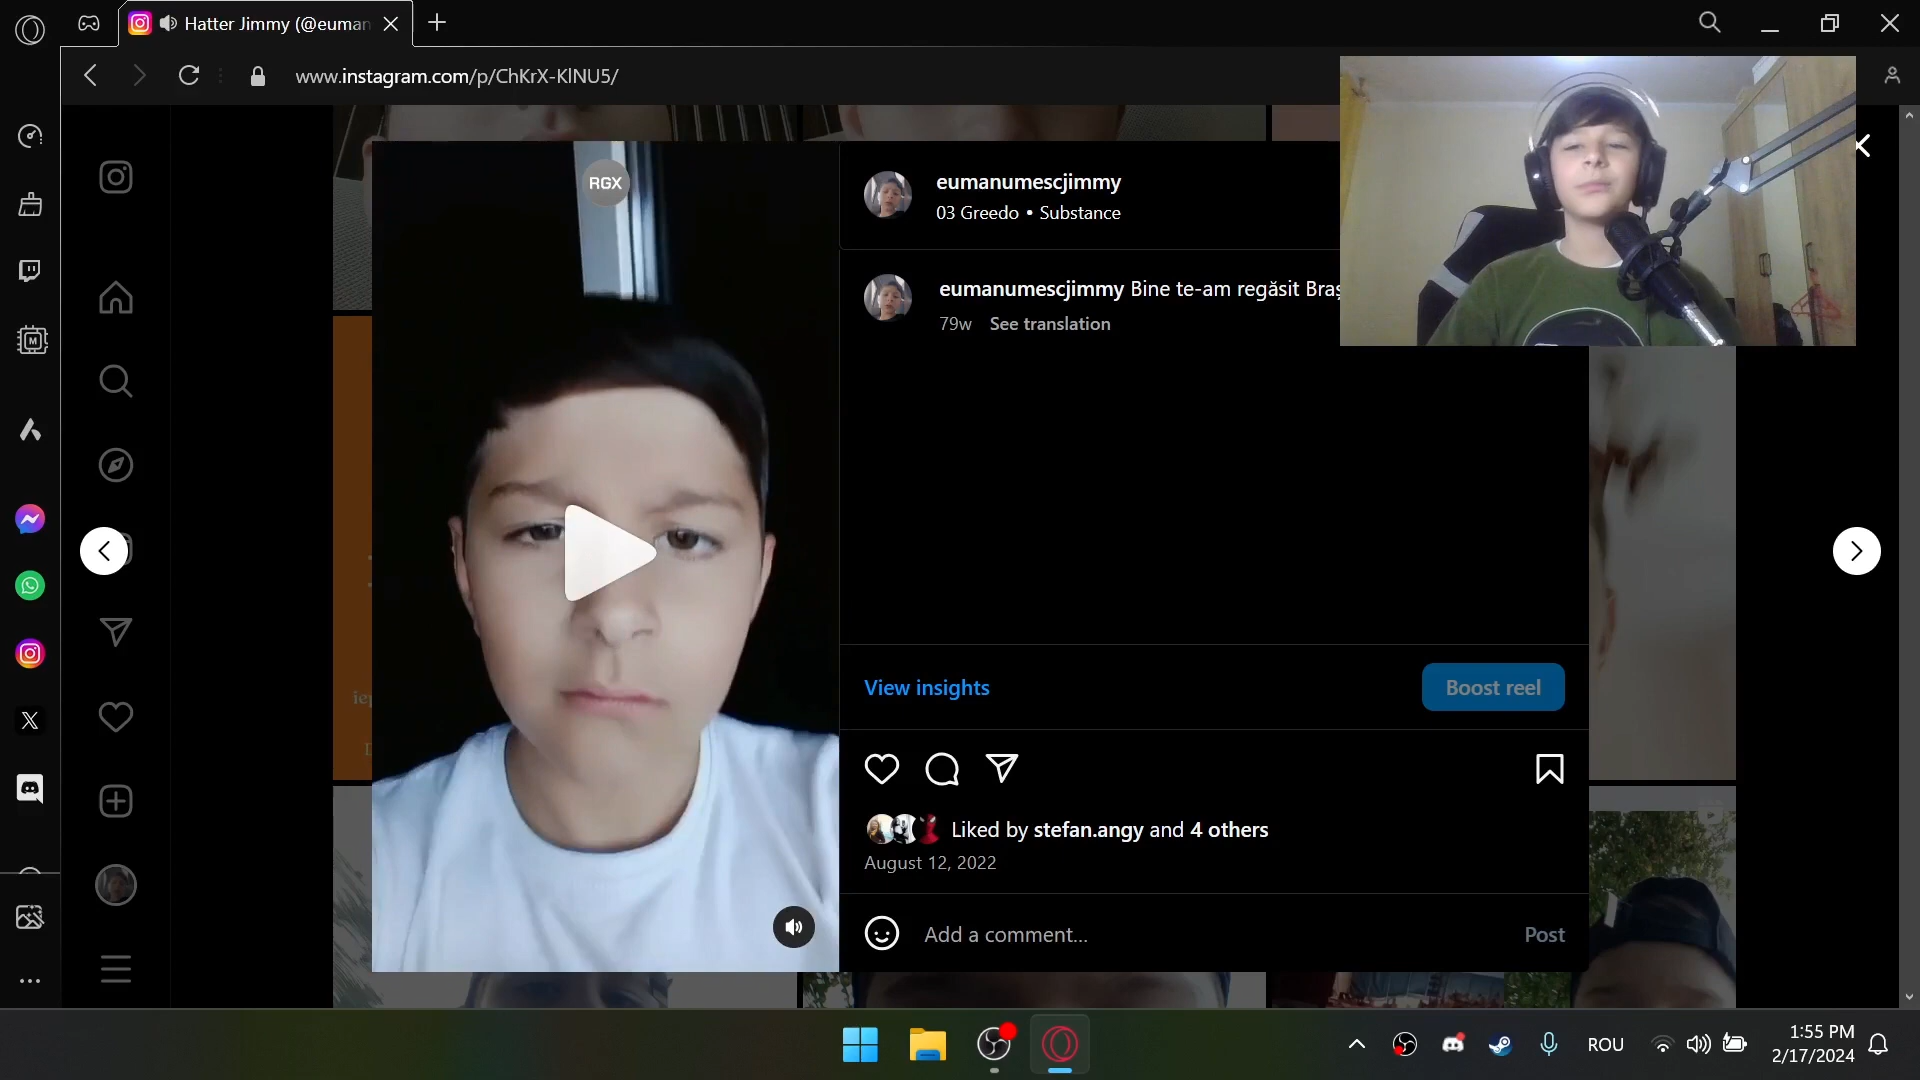 Hatter Jimmy (@euman
www.instagram.com/p/ChKrX-KlNU5/
RGX
eumanumescjimmy
03 Greedo • Substance
eumanumescjimmy Bine te-am regăsit
79w See translation
View insights
Boost reel
Liked by stefan.angy and 4 others
August 12, 2022
Add a comment...
Post
ROU
1:55 PM
2/17/2024